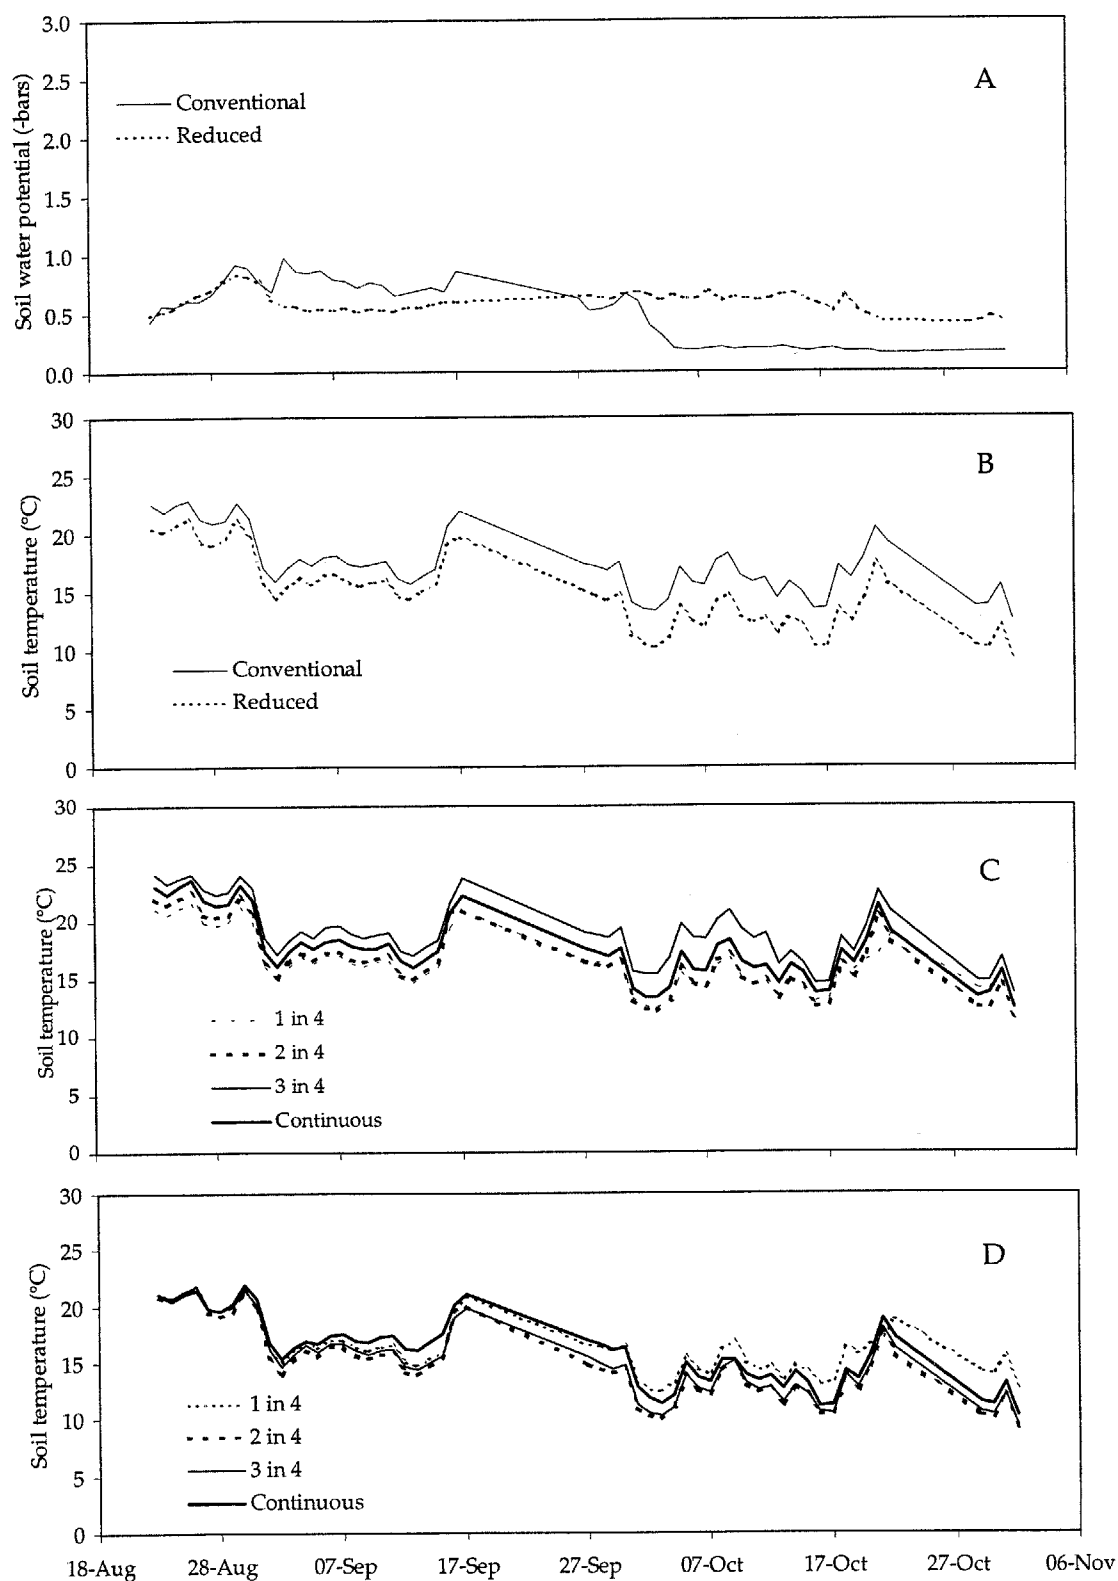 3.0
A
2.5
Conventional
2.0
Reduced
1.5
1.0
0.5
0.0
Soil water potential (-bars)
30
B
25
20
15
10
Conventional
Reduced
5
0
Soil temperature (°C)
30
C
25
20
15
1 in 4
10
2 in 4
3 in 4
5
Continuous
0
Soil temperature (°C)
30
D
25
20
15
1 in 4
10
2 in 4
3 in 4
5
Continuous
0
Soil temperature (°C)
18-Aug 28-Aug 07-Sep 17-Sep 27-Sep 07-Oct 17-Oct 27-Oct 06-Nov